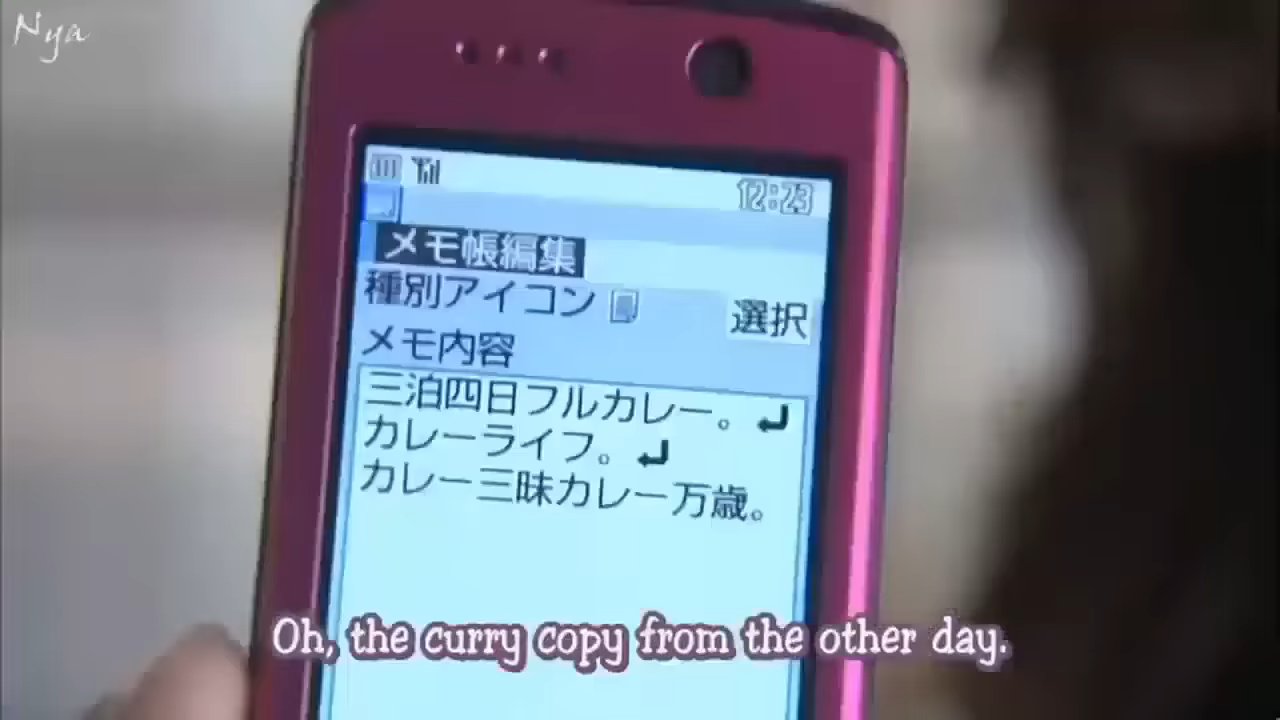 Nya
12:23
メモ帳編集
種別アイコン
選択
メモ内容
三泊四日フルカレー。
カレーライフ。
カレー三昧カレー万歳。
Oh, the curry copy from the other day.